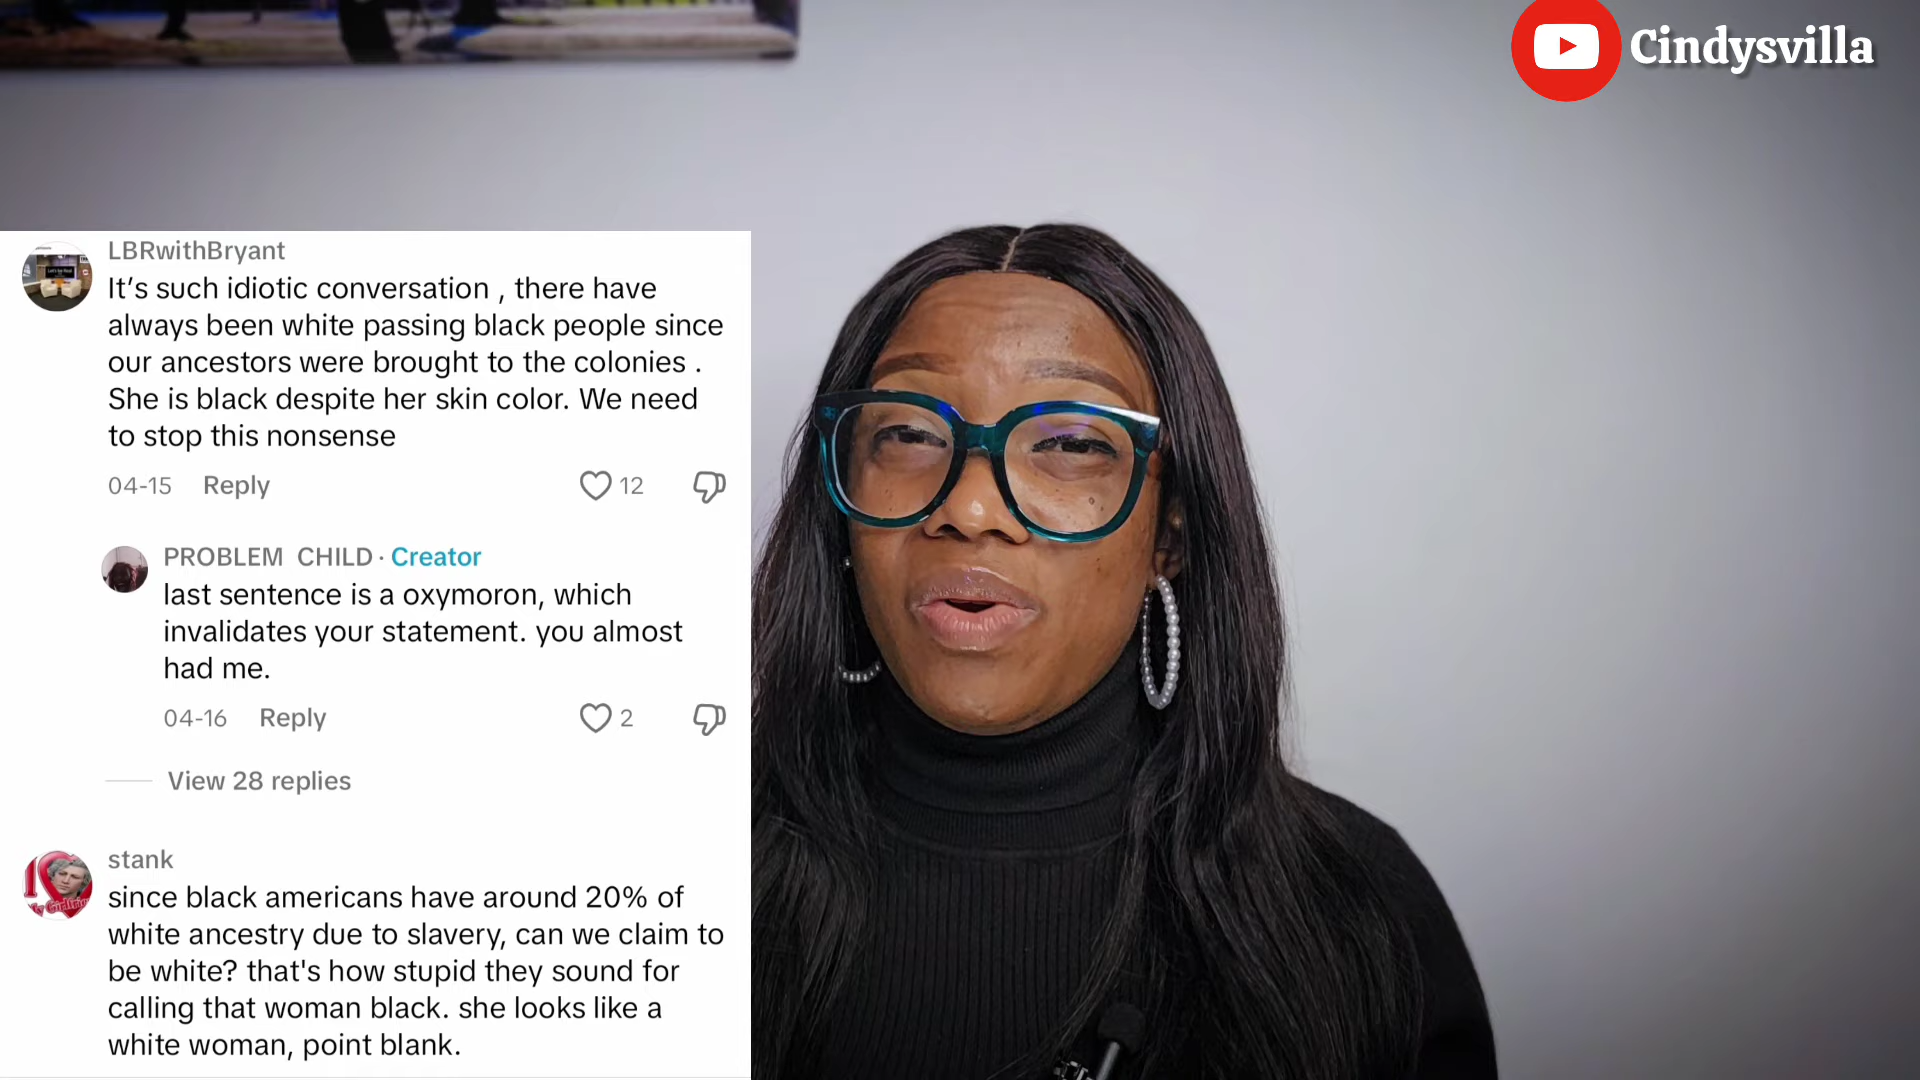 Cindysvilla
LBRwithBryant
It’s such idiotic conversation , there have
always been white passing black people since
our ancestors were brought to the colonies .
She is black despite her skin color. We need
to stop this nonsense
04-15 Reply 12
PROBLEM CHILD · Creator
last sentence is a oxymoron, which
invalidates your statement. you almost
had me.
04-16 Reply 2
View 28 replies
stank
since black americans have around 20% of
white ancestry due to slavery, can we claim to
be white? that's how stupid they sound for
calling that woman black. she looks like a
white woman, point blank.